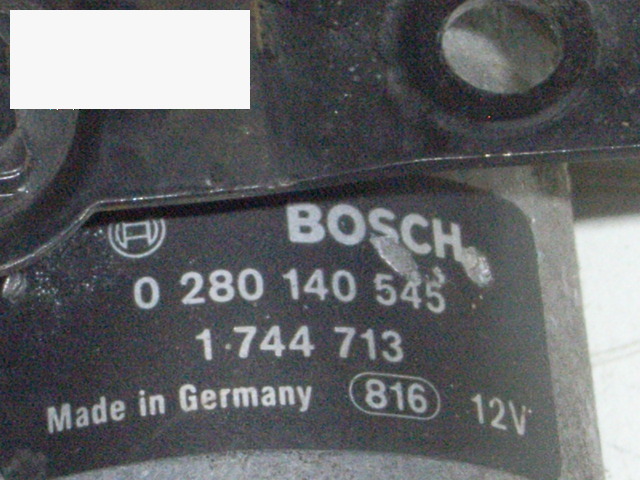 BOSCH
0 280 140 545
1 744 713
Made in Germany 816 12V